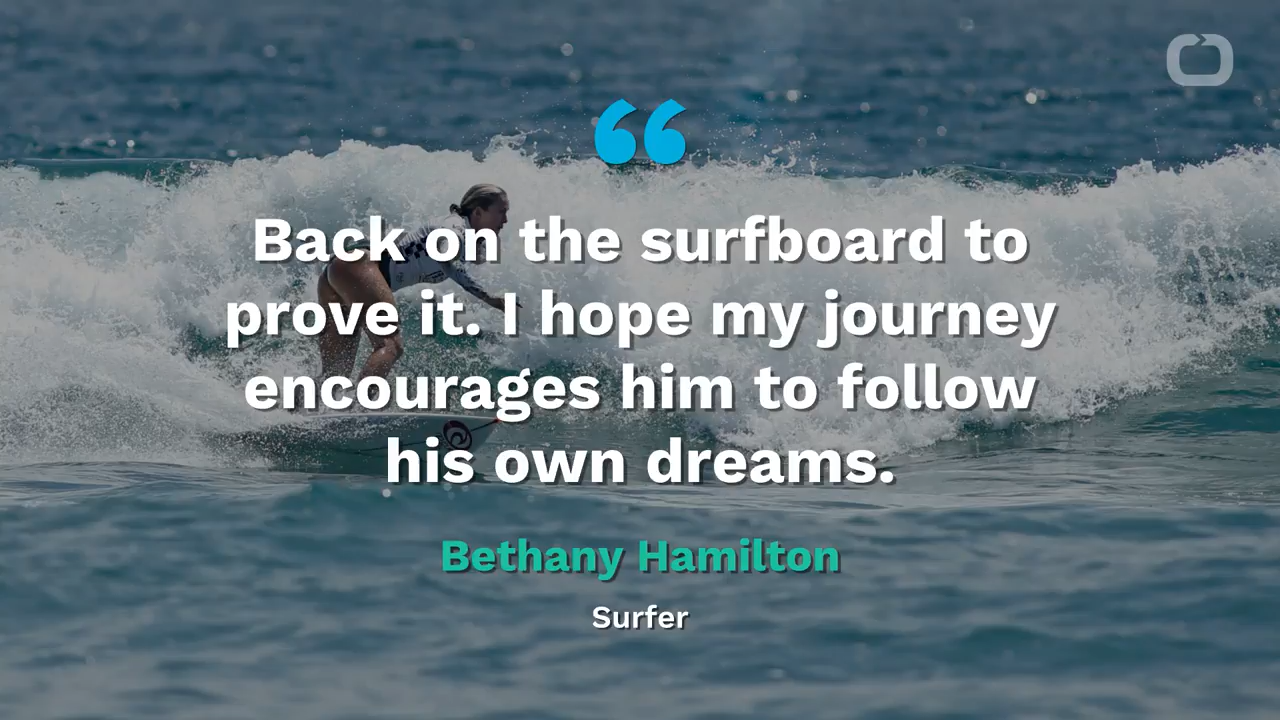 “
Back on the surfboard to
prove it. I hope my journey
encourages him to follow
his own dreams.
Bethany Hamilton
Surfer